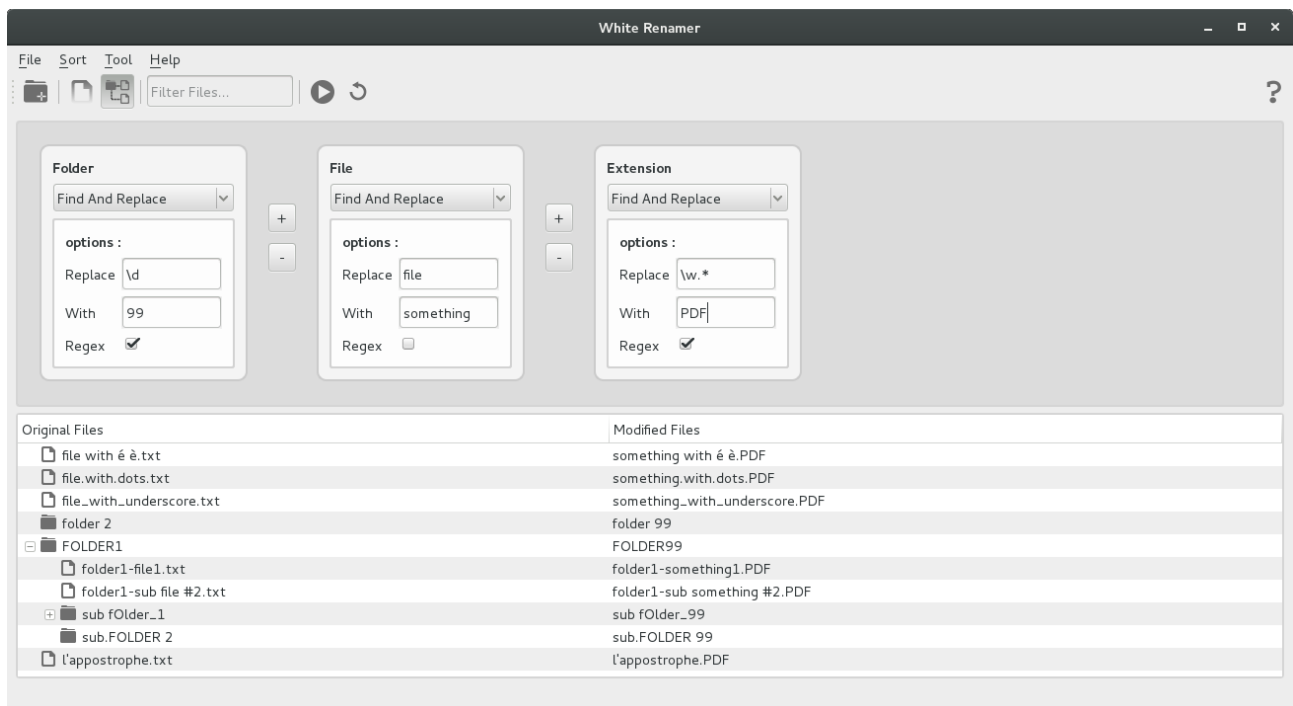 White Renamer
File Sort Tool Help
Filter Files... ?
Folder File Extension
Find And Replace Find And Replace Find And Replace
+ +
options : options : options :
- -
Replace \d Replace file Replace \w.*
With 99 With something With PDF
Regex Regex Regex
Original Files Modified Files
file with é è.txt something with é è.PDF
file.with.dots.txt something.with.dots.PDF
file_with_underscore.txt something_with_underscore.PDF
folder 2 folder 99
FOLDER1 FOLDER99
folder1-file1.txt folder1-something1.PDF
folder1-sub file #2.txt folder1-sub something #2.PDF
sub fOlder_1 sub fOlder_99
sub.FOLDER 2 sub.FOLDER 99
l'appostrophe.txt l'appostrophe.PDF